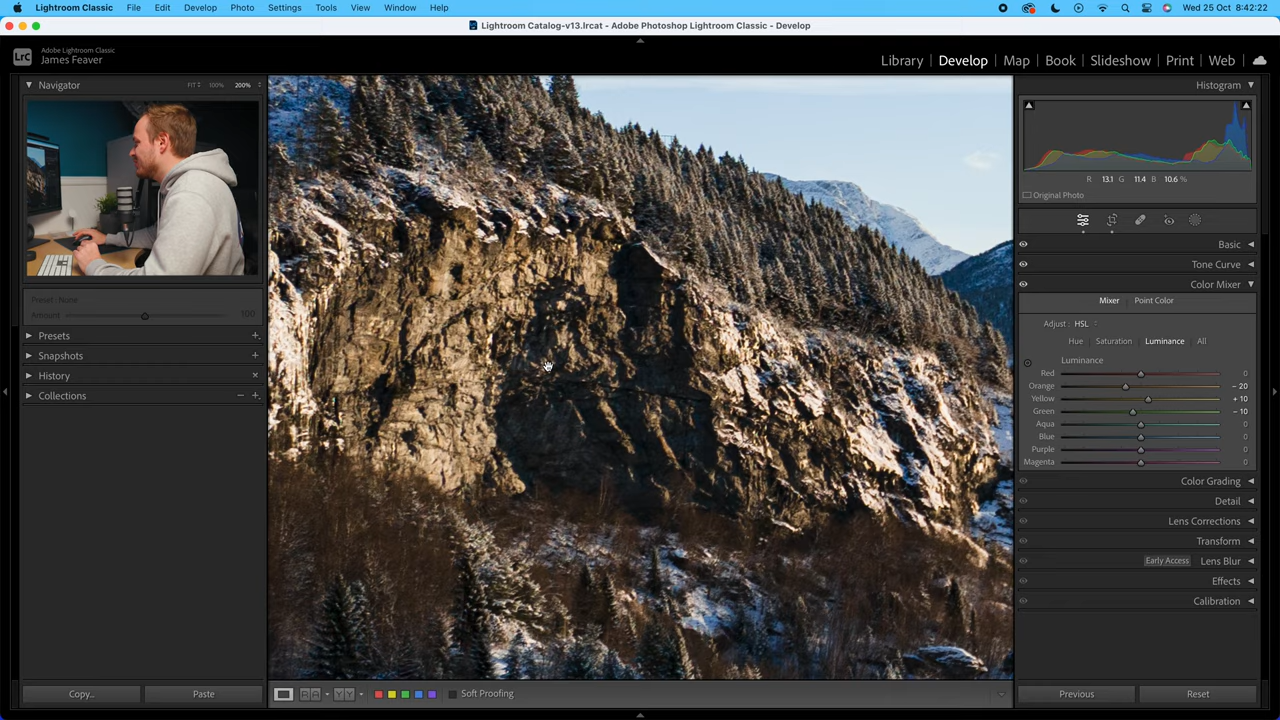 Lightroom Classic File Edit Develop Photo Settings Tools View Window Help Wed 25 Oct 8:42:22
Lightroom Catalog-v13.lrcat - Adobe Photoshop Lightroom Classic - Develop
LrC Adobe Lightroom Classic
James Feaver
Library | Develop | Map | Book | Slideshow | Print | Web
Navigator FIT 100% 200%
Histogram
R 13.1 G 11.4 B 10.6 %
Original Photo
Basic
Tone Curve
Color Mixer
Mixer Point Color
Adjust : HSL
Hue Saturation Luminance All
Luminance
Red 0
Orange - 20
Yellow + 10
Green - 10
Aqua 0
Blue 0
Purple 0
Magenta 0
Color Grading
Detail
Lens Corrections
Transform
Early Access Lens Blur
Effects
Calibration
Preset : None
Amount 100
Presets
Snapshots
History
Collections
Copy... Paste
Soft Proofing
Previous Reset